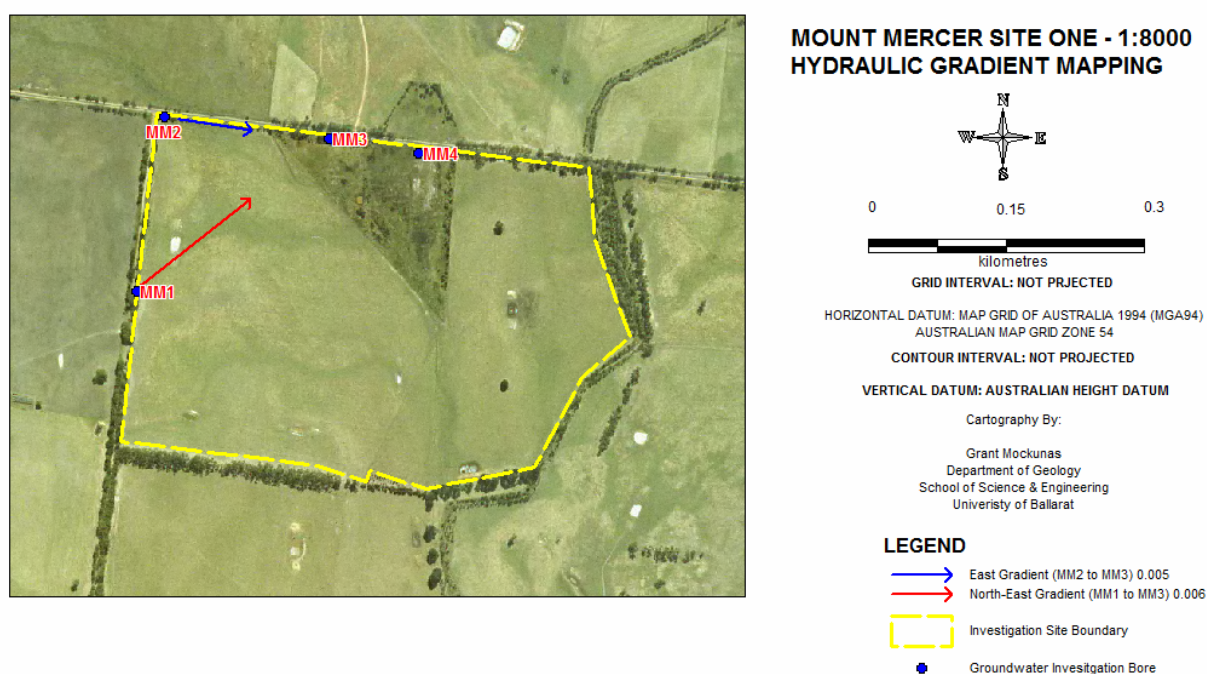 MOUNT MERCER SITE ONE - 1:8000
HYDRAULIC GRADIENT MAPPING
N
W E
S
0 0.15 0.3
kilometres
GRID INTERVAL: NOT PRJECTED
HORIZONTAL DATUM: MAP GRID OF AUSTRALIA 1994 (MGA94)
AUSTRALIAN MAP GRID ZONE 54
CONTOUR INTERVAL: NOT PROJECTED
VERTICAL DATUM: AUSTRALIAN HEIGHT DATUM
Cartography By:
Grant Mockunas
Department of Geology
School of Science & Engineering
Univeristy of Ballarat
LEGEND
East Gradient (MM2 to MM3) 0.005
North-East Gradient (MM1 to MM3) 0.006
Investigation Site Boundary
Groundwater Invesitgation Bore
MM2
MM3
MM4
MM1